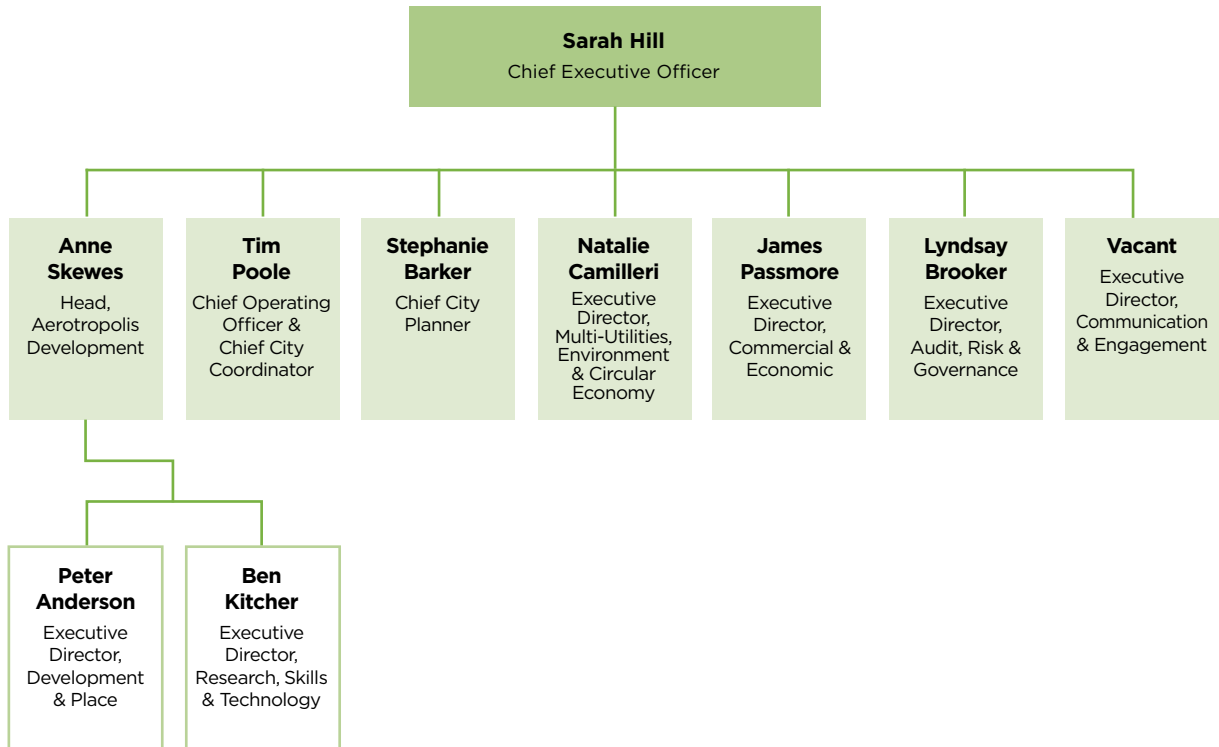 Sarah Hill
Chief Executive Officer
Anne
Skewes
Head,
Aerotropolis
Development
Tim
Poole
Chief Operating
Officer &
Chief City
Coordinator
Stephanie
Barker
Chief City
Planner
Natalie
Camilleri
Executive
Director,
Multi-Utilities,
Environment
& Circular
Economy
James
Passmore
Executive
Director,
Commercial &
Economic
Lyndsay
Brooker
Executive
Director,
Audit, Risk &
Governance
Vacant
Executive
Director,
Communication
& Engagement
Peter
Anderson
Executive
Director,
Development
& Place
Ben
Kitcher
Executive
Director,
Research, Skills
& Technology